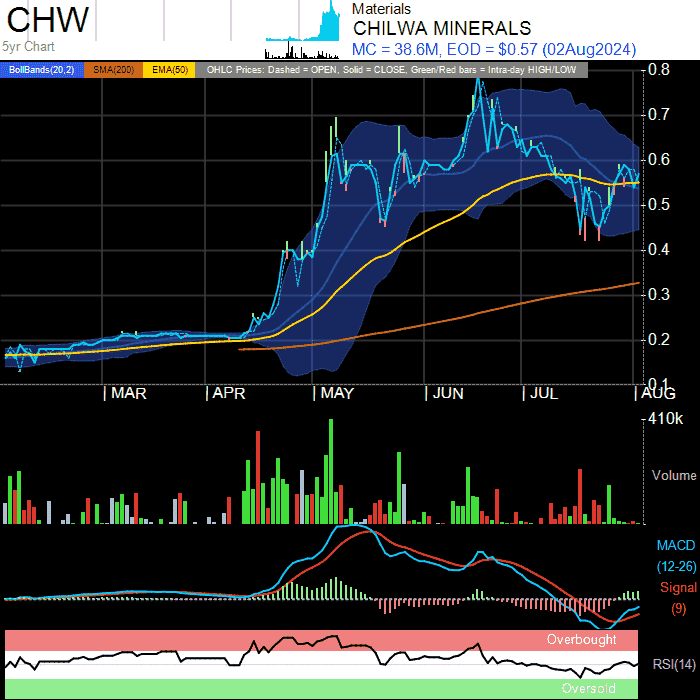 CHW
5yr Chart
Materials
CHILWA MINERALS
MC = 38.6M, EOD = $0.57 (02Aug2024)
BollBands(20,2) SMA(200) EMA(50) OHLC Prices: Dashed = OPEN, Solid = CLOSE, Green/Red bars = Intra-day HIGH/LOW
0.8
0.7
0.6
0.5
0.4
0.3
0.2
0.1
MAR APR MAY JUN JUL AUG
410k
Volume
MACD
(12-26)
Signal
(9)
Overbought
RSI(14)
Oversold